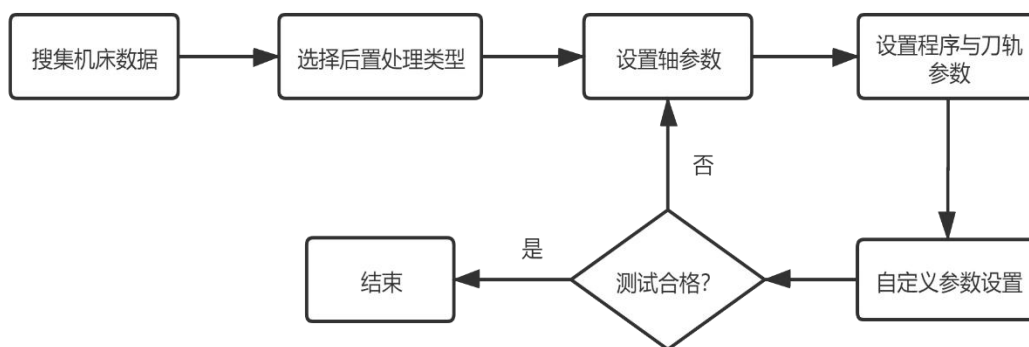 搜集机床数据
选择后置处理类型
设置轴参数
设置程序与刀轨
参数
否
是
结束
测试合格?
自定义参数设置